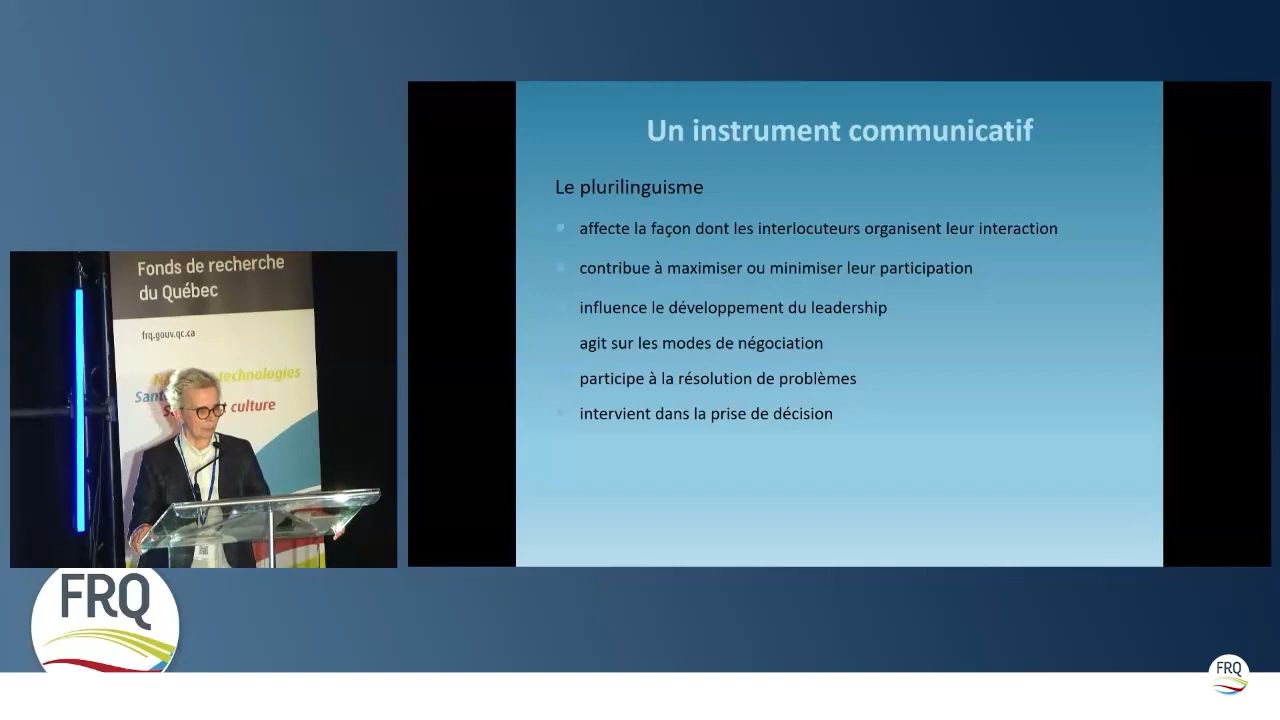 Un instrument communicatif
Le plurilinguisme
affecte la façon dont les interlocuteurs organisent leur interaction
contribue à maximiser ou minimiser leur participation
influence le développement du leadership
agit sur les modes de négociation
participe à la résolution de problèmes
intervient dans la prise de décision
Fonds de recherche
du Québec
frq.gouv.qc.ca
technologies
culture
FRQ
FRQ